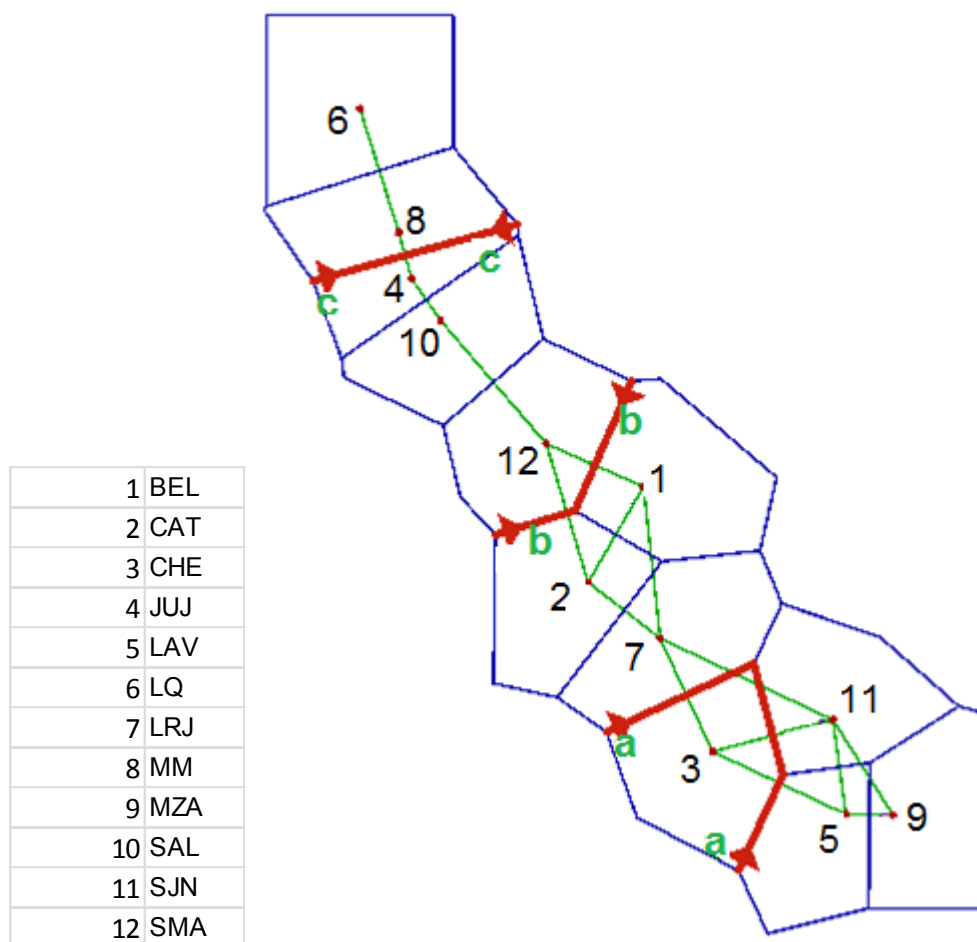 6
8
c
c
4
10
b
12
1
b
2
7
11
a
3
a
5
9
1 BEL
2 CAT
3 CHE
4 JUJ
5 LAV
6 LQ
7 LRJ
8 MM
9 MZA
10 SAL
11 SJN
12 SMA